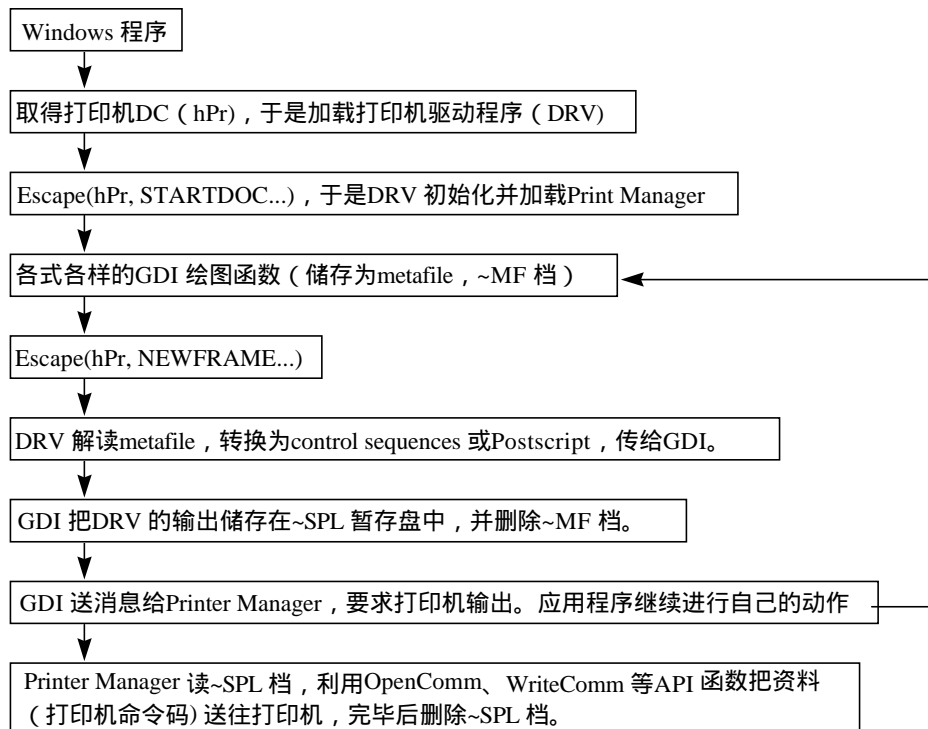 Windows 程序
取得打印机DC（hPr)，于是加载打印机驱动程序（DRV)
Escape(hPr, STARTDOC...)，于是DRV 初始化并加载Print Manager
各式各样的GDI 绘图函数（储存为metafile，~MF 档）
Escape(hPr, NEWFRAME...)
DRV 解读metafile，转换为control sequences 或Postscript，传给GDI。
GDI 把DRV 的输出储存在~SPL 暂存盘中，并删除~MF 档。
GDI 送消息给Printer Manager，要求打印机输出。应用程序继续进行自己的动作
Printer Manager 读~SPL 档，利用OpenComm、WriteComm 等API 函数把资料
（打印机命令码) 送往打印机，完毕后删除~SPL 档。